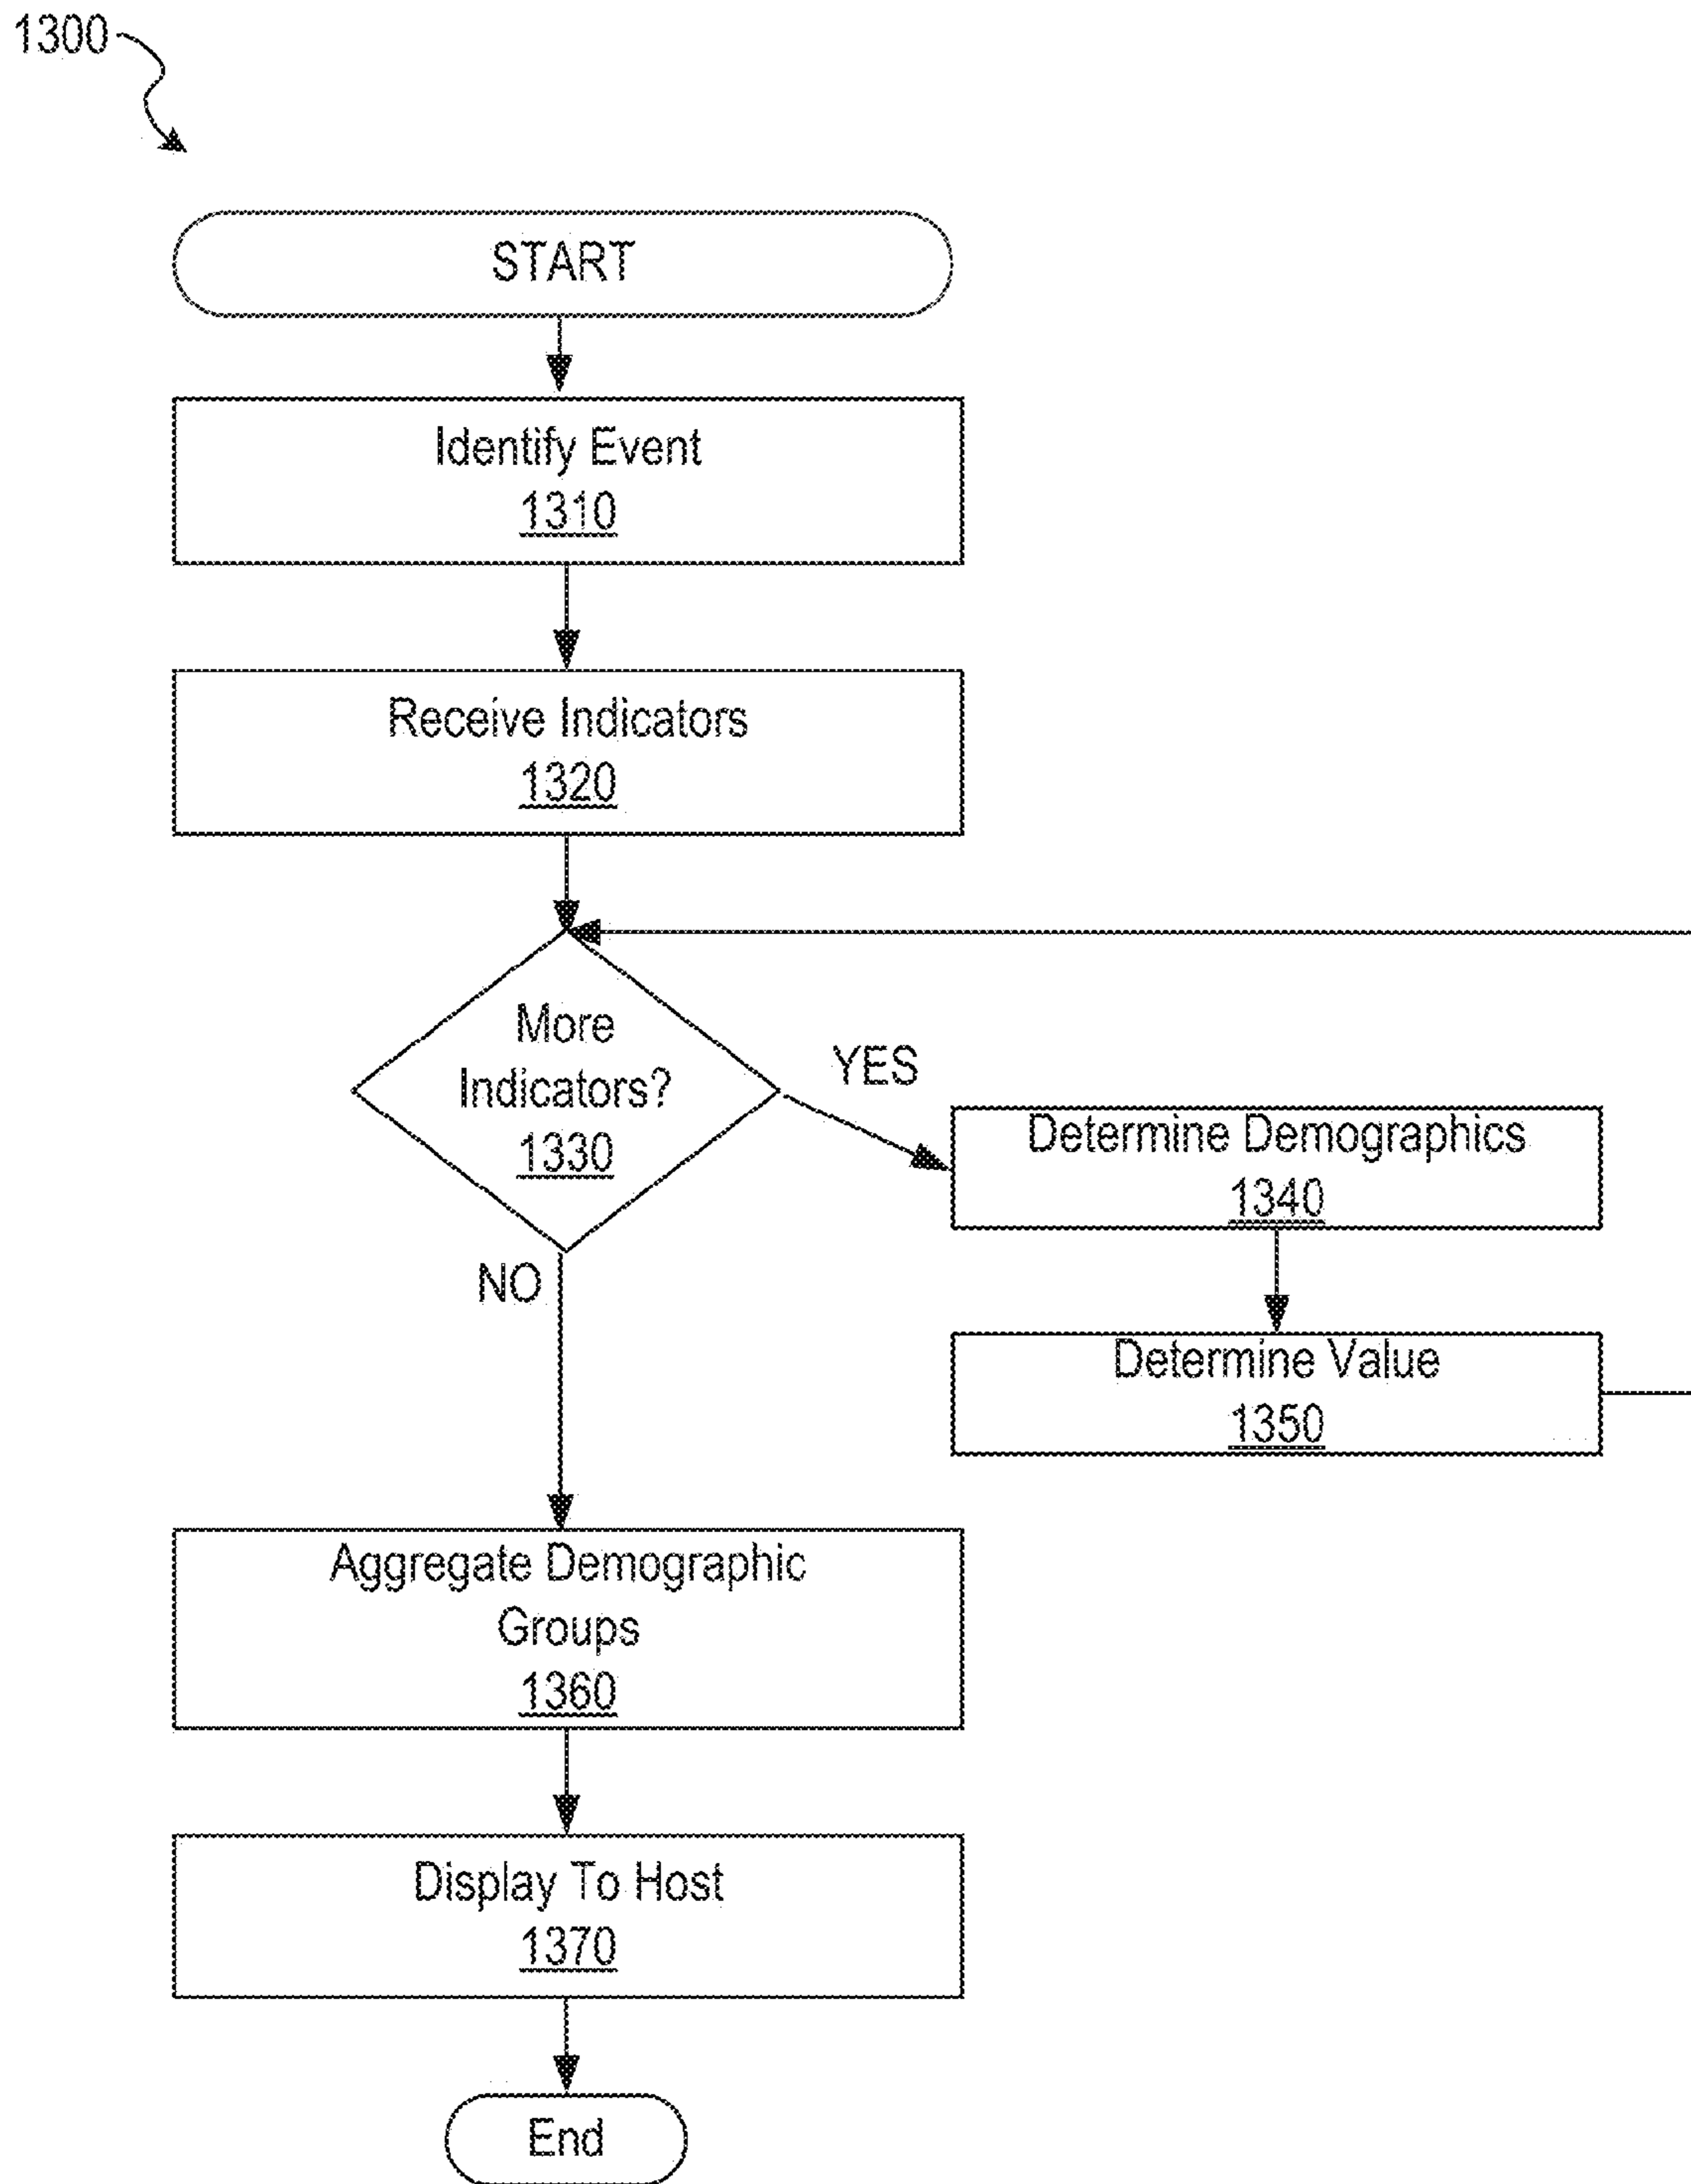 1300
START
Identify Event
1310
Receive Indicators
1320
More
Indicators?
1330
YES
Determine Demographics
1340
NO
Determine Value
1350
Aggregate Demographic
Groups
1360
Display To Host
1370
End